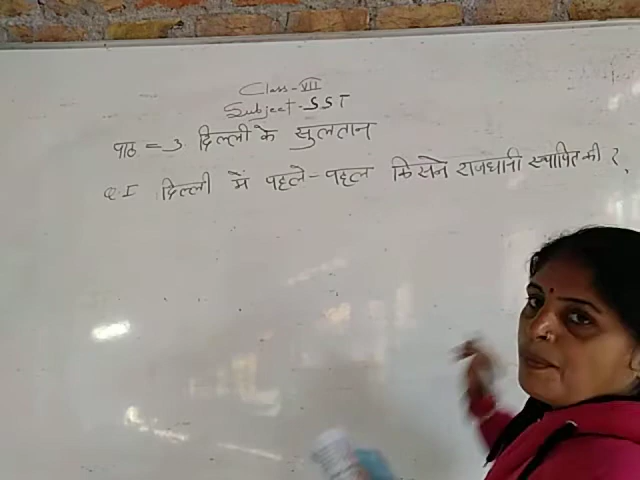 Class - VII
Subject - SST
पाठ = 3 दिल्ली के सुलतान
Q.I दिल्ली में पहले-पहल किसने राजधानी स्थापित की ?